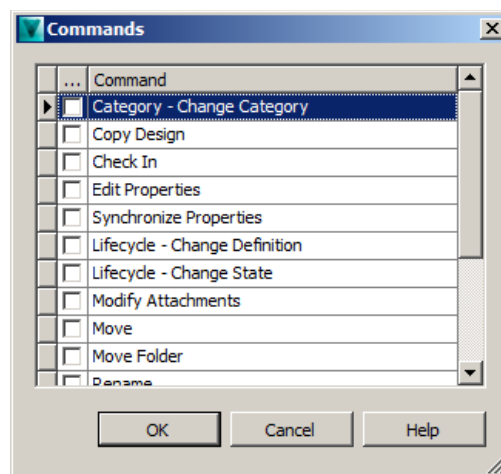 Commands
... Command
Category - Change Category
Copy Design
Check In
Edit Properties
Synchronize Properties
Lifecycle - Change Definition
Lifecycle - Change State
Modify Attachments
Move
Move Folder
Rename
OK Cancel Help